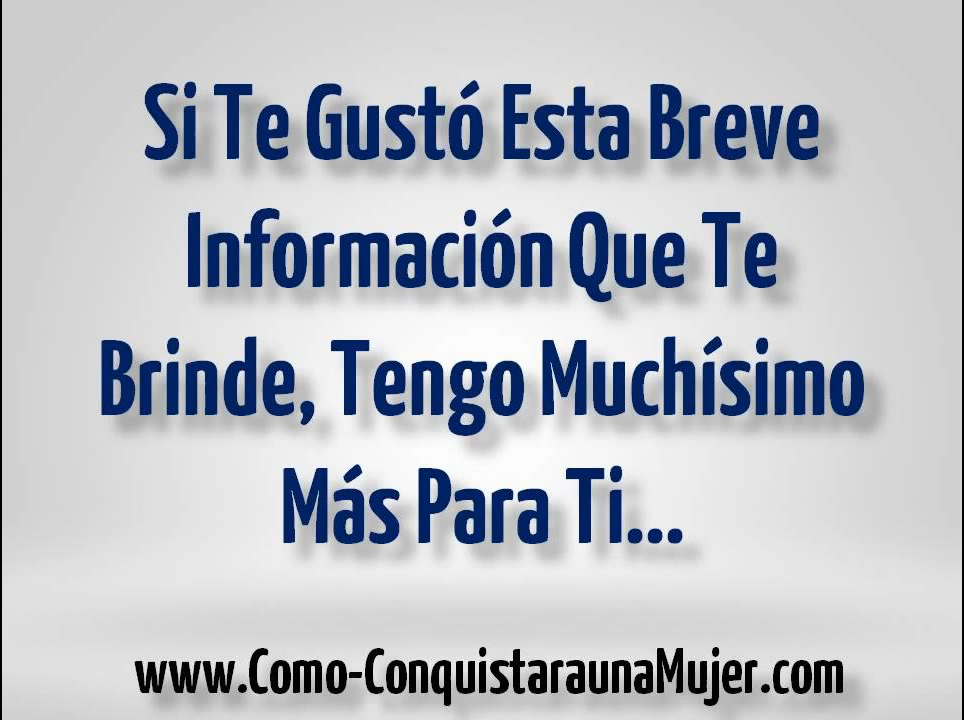 Si Te Gustó Esta Breve
Información Que Te
Brinde, Tengo Muchísimo
Más Para Ti...
www.Como-ConquistaraunaMujer.com